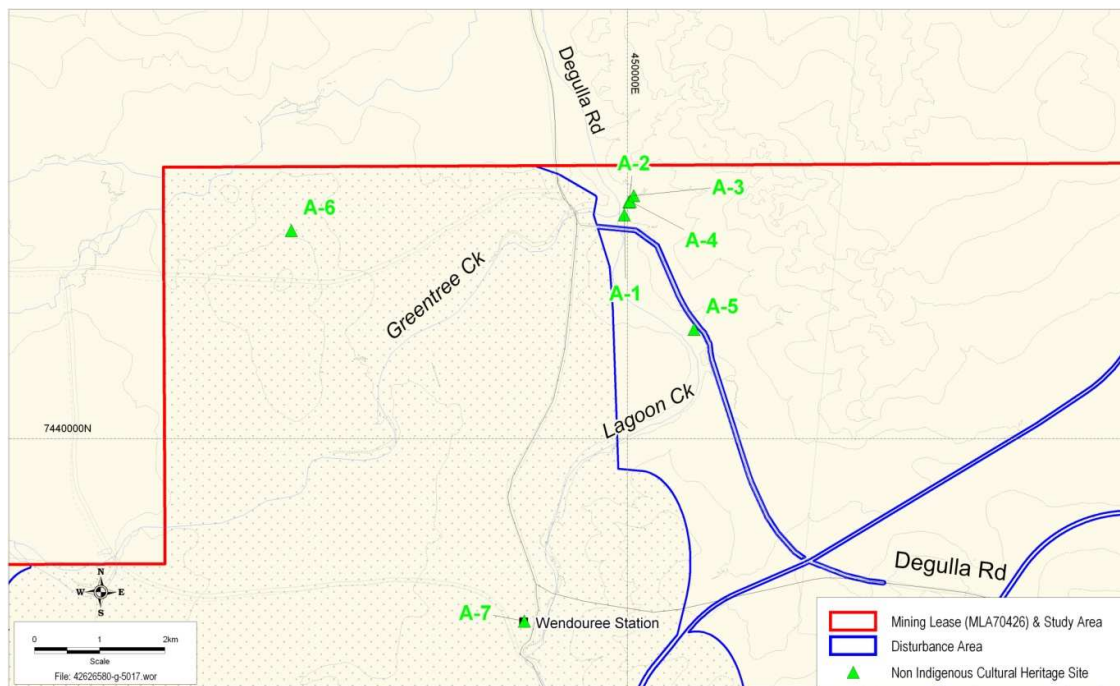 Degulla Rd
450000E
A-2
A-3
A-6
A-4
Greentree Ck
A-1
A-5
Lagoon Ck
7440000N
Degulla Rd
N
W E
S
A-7
Wendouree Station
0 1 2km
Scale
File: 42626580-g-5017.wor
Mining Lease (MLA70426) & Study Area
Disturbance Area
Non Indigenous Cultural Heritage Site